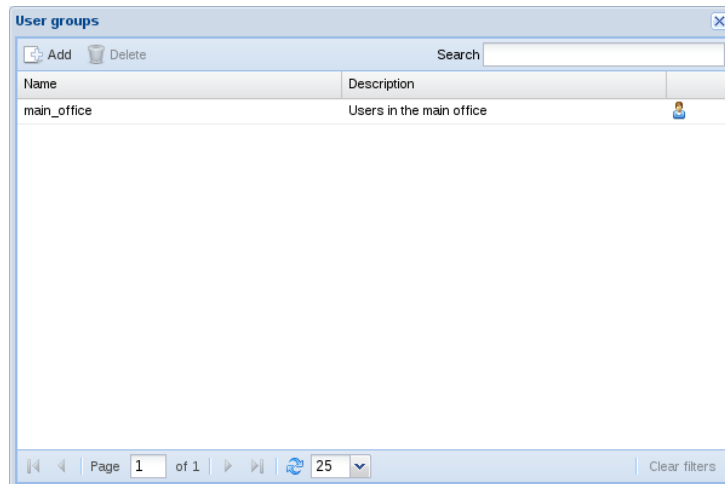 User groups
Add Delete Search
Name Description
main_office Users in the main office
Page 1 of 1 25 Clear filters